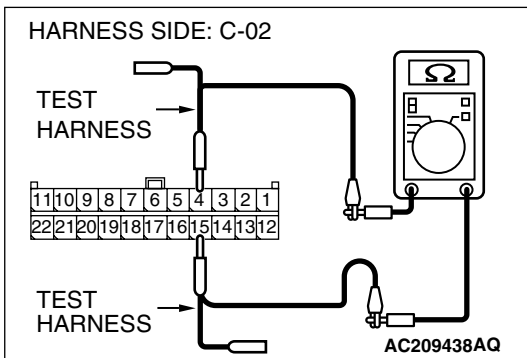 HARNESS SIDE: C-02
TEST
HARNESS
Ω
11 10 9 8 7 6 5 4 3 2 1
22 21 20 19 18 17 16 15 14 13 12
TEST
HARNESS
AC209438AQ